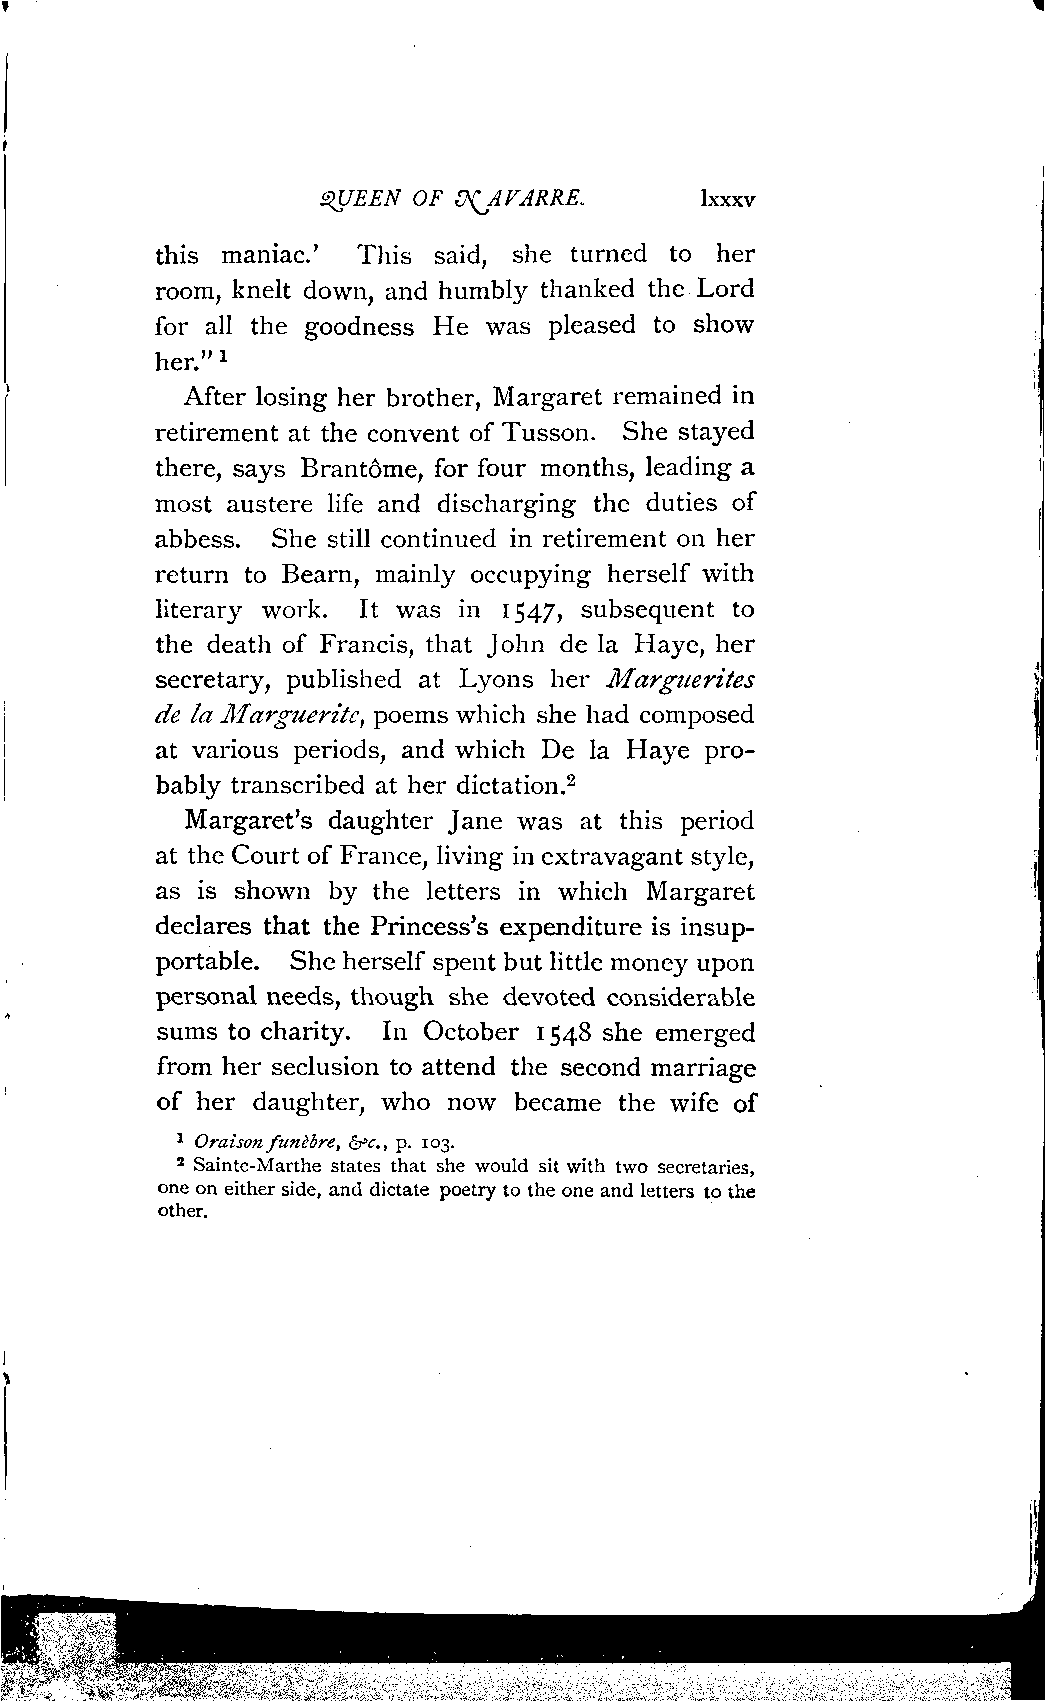 QUEEN OF NAVARRE. lxxxv
this maniac.' This said, she turned to her
room, knelt down, and humbly thanked the Lord
for all the goodness He was pleased to show
her." 1
After losing her brother, Margaret remained in
retirement at the convent of Tusson. She stayed
there, says Brantôme, for four months, leading a
most austere life and discharging the duties of
abbess. She still continued in retirement on her
return to Bearn, mainly occupying herself with
literary work. It was in 1547, subsequent to
the death of Francis, that John de la Haye, her
secretary, published at Lyons her Marguerites
de la Marguerite, poems which she had composed
at various periods, and which De la Haye pro-
bably transcribed at her dictation.2
Margaret's daughter Jane was at this period
at the Court of France, living in extravagant style,
as is shown by the letters in which Margaret
declares that the Princess's expenditure is insup-
portable. She herself spent but little money upon
personal needs, though she devoted considerable
sums to charity. In October 1548 she emerged
from her seclusion to attend the second marriage
of her daughter, who now became the wife of
1 Oraison funèbre, &c., p. 103.
2 Sainte-Marthe states that she would sit with two secretaries,
one on either side, and dictate poetry to the one and letters to the
other.